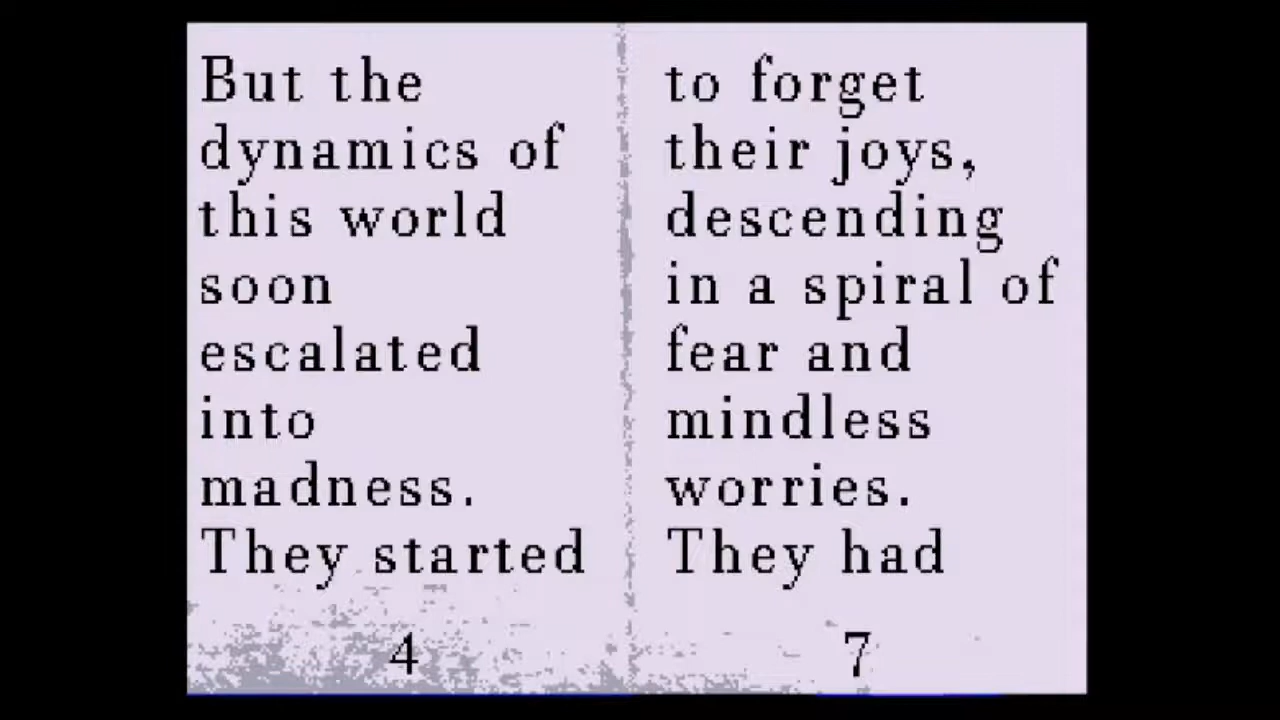 But the
dynamics of
this world
soon
escalated
into
madness.
They started
4
to forget
their joys,
descending
in a spiral of
fear and
mindless
worries.
They had
7